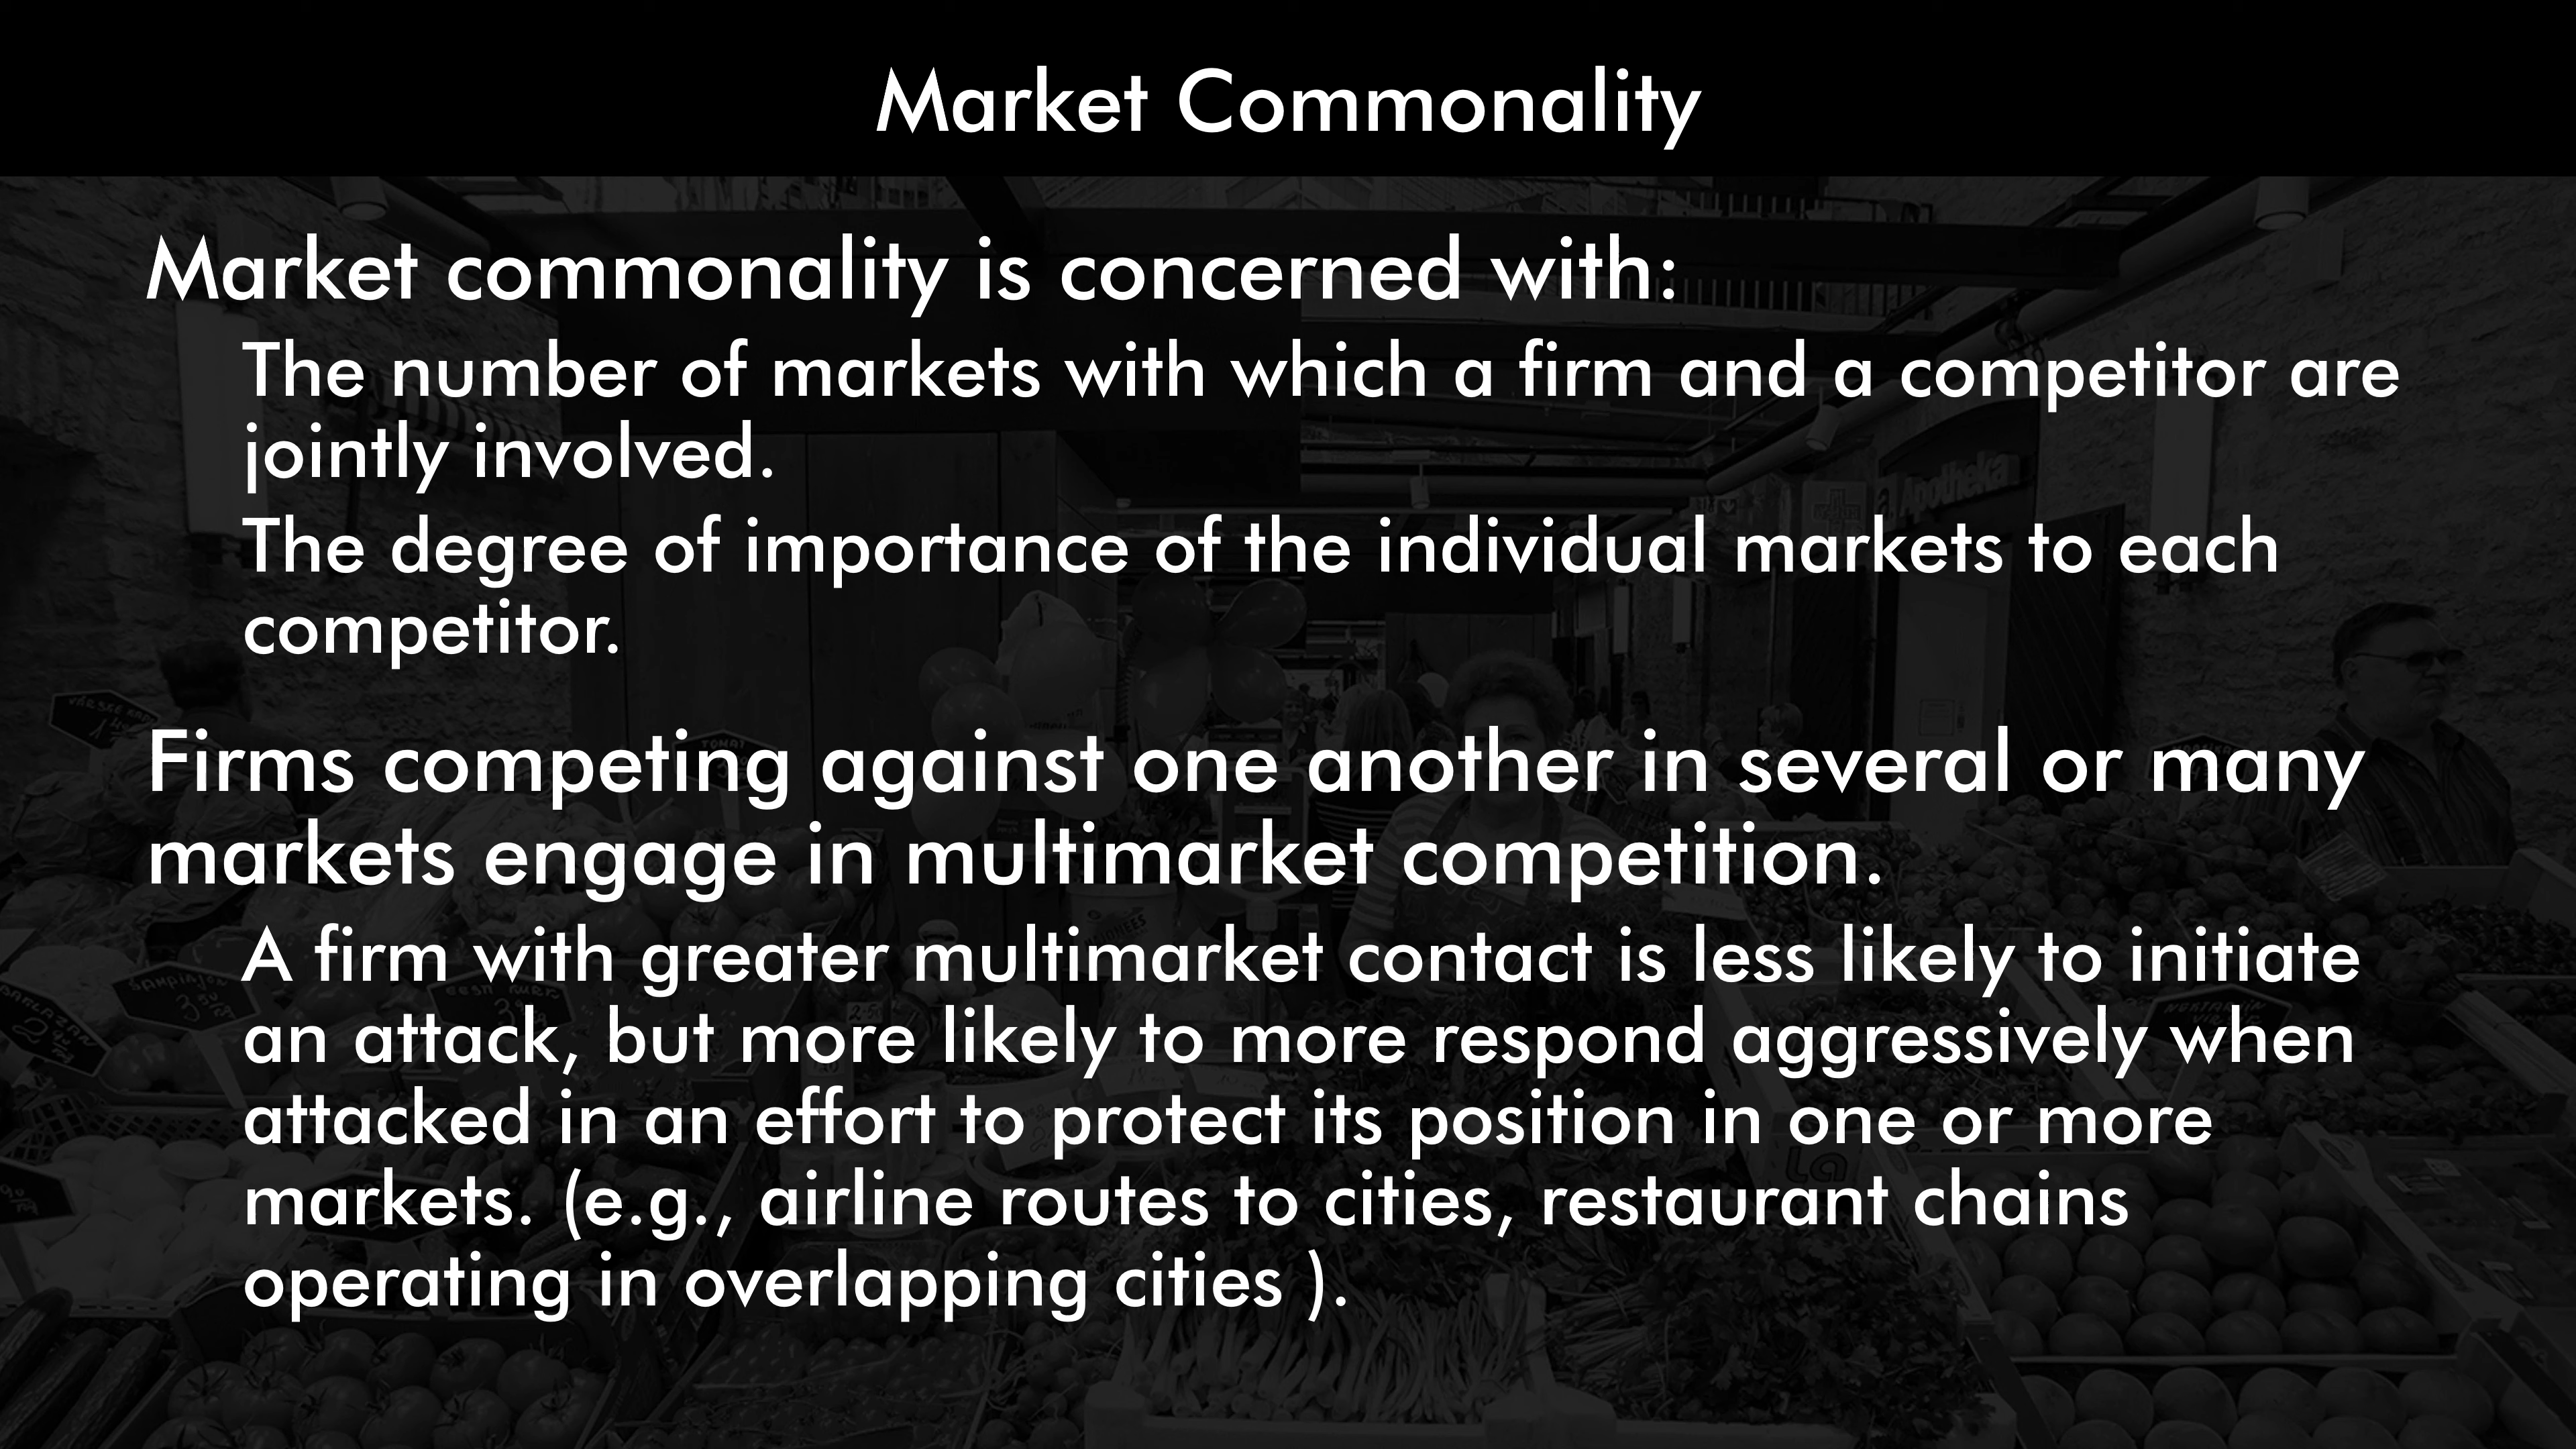 Market Commonality
Market commonality is concerned with:
The number of markets with which a firm and a competitor are
jointly involved.
The degree of importance of the individual markets to each
competitor.
Firms competing against one another in several or many
markets engage in multimarket competition.
A firm with greater multimarket contact is less likely to initiate
an attack, but more likely to more respond aggressively when
attacked in an effort to protect its position in one or more
markets. (e.g., airline routes to cities, restaurant chains
operating in overlapping cities ).
a Apotheka